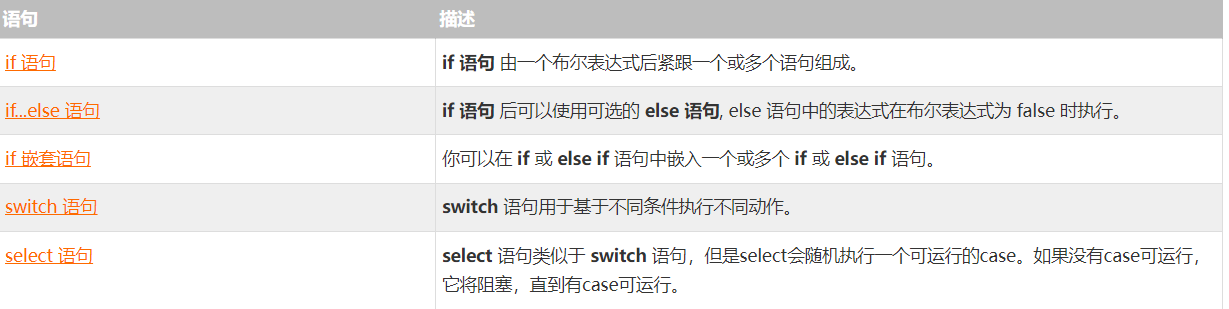 语句 描述
if 语句 if 语句 由一个布尔表达式后紧跟一个或多个语句组成。
if...else 语句 if 语句 后可以使用可选的 else 语句, else 语句中的表达式在布尔表达式为 false 时执行。
if 嵌套语句 你可以在 if 或 else if 语句中嵌入一个或多个 if 或 else if 语句。
switch 语句 switch 语句用于基于不同条件执行不同动作。
select 语句 select 语句类似于 switch 语句，但是select会随机执行一个可运行的case。如果没有case可运行，
它将阻塞，直到有case可运行。